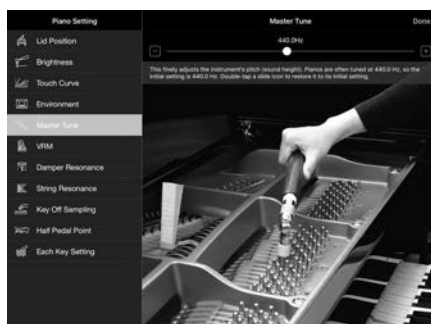 Piano Setting
Lid Position
Brightness
Touch Curve
Environment
Master Tune
VRM
Damper Resonance
String Resonance
Key Off Sampling
Half Pedal Point
Each Key Setting
Master Tune
Done
440.0Hz
This finely adjusts the Instrument's pitch (sound height). Pianos are often tuned at 440.0 Hz, so the
initial setting is 440.0 Hz. Double-tap a slide icon to restore it to its initial setting.